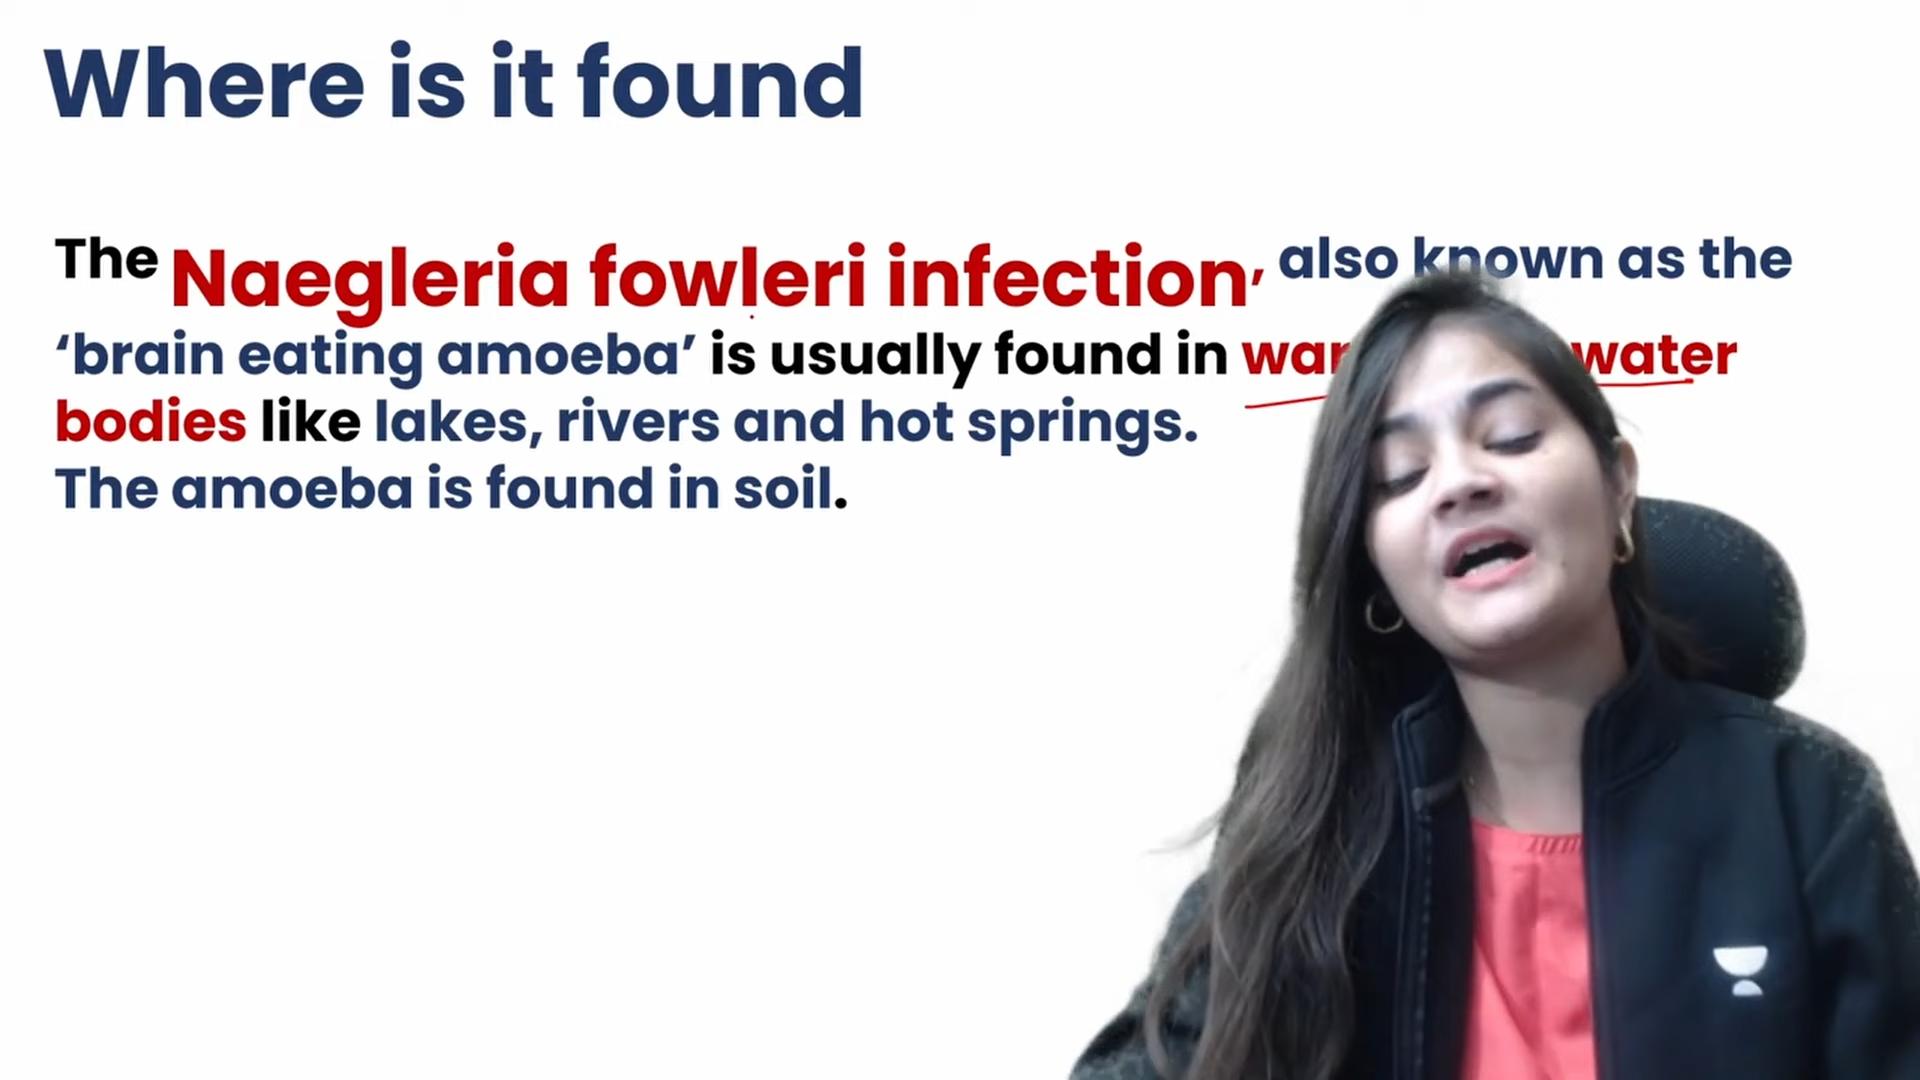 Where is it found
The Naegleria fowleri infection, also known as the
‘brain eating amoeba’ is usually found in water
bodies like lakes, rivers and hot springs.
The amoeba is found in soil.